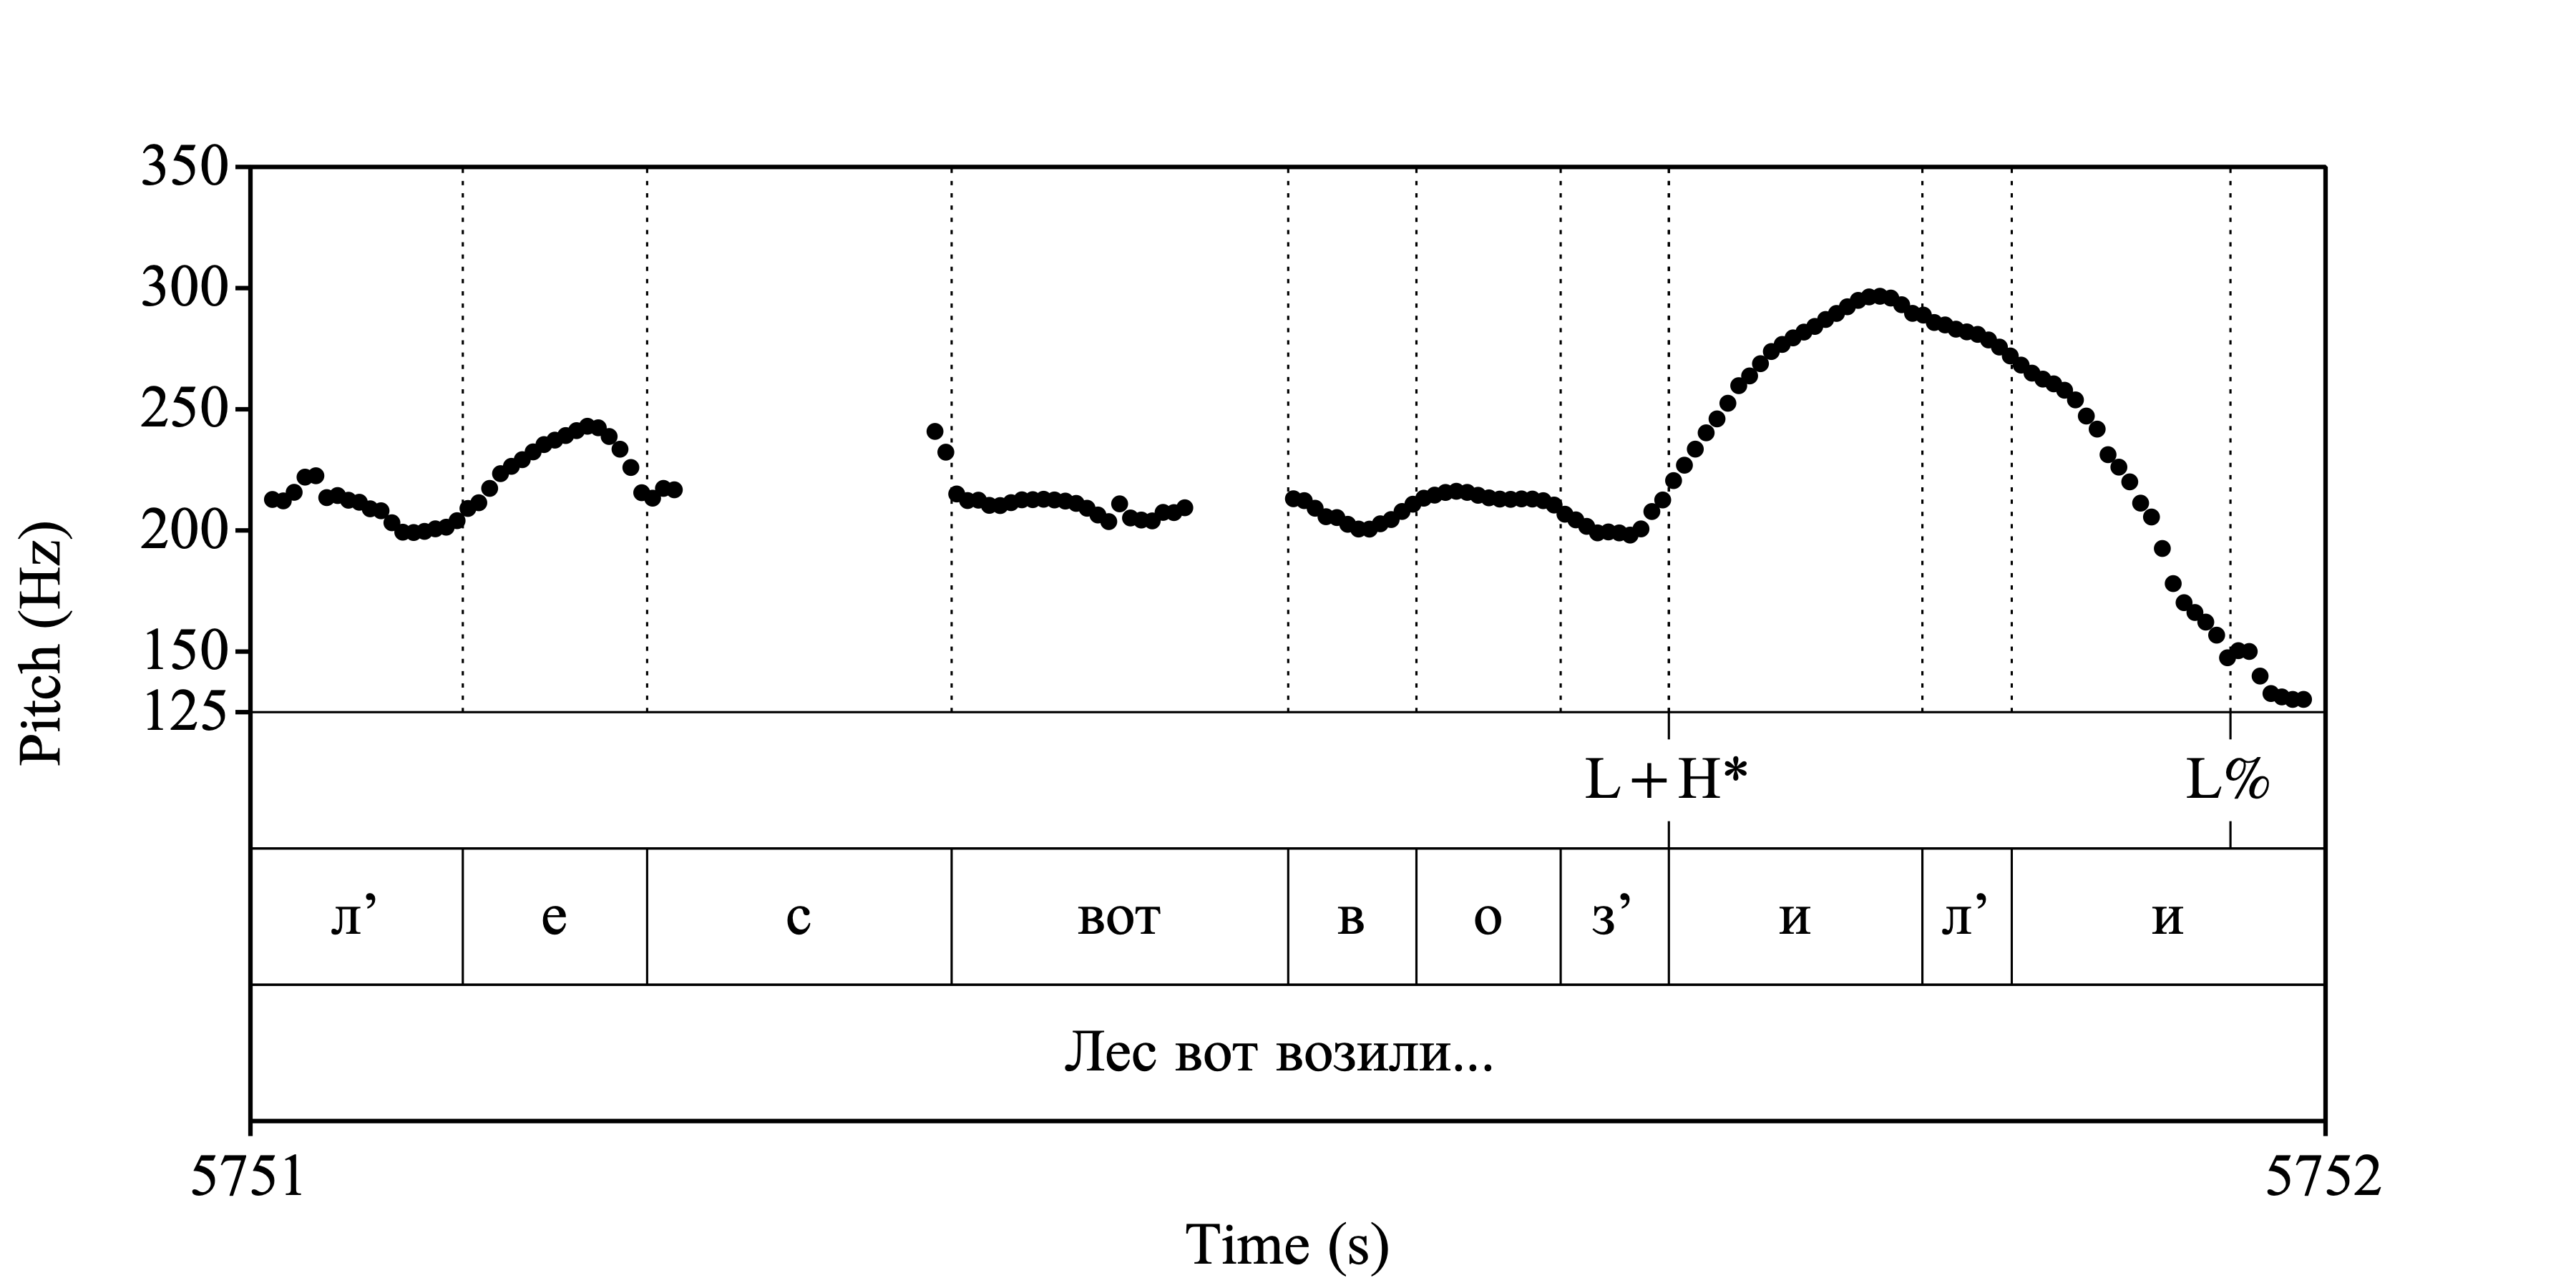 350
300
250
200
150
125
Pitch (Hz)
L+H* L%
л’ е с вот в о з’ и л’ и
Лес вот возили...
5751 5752
Time (s)